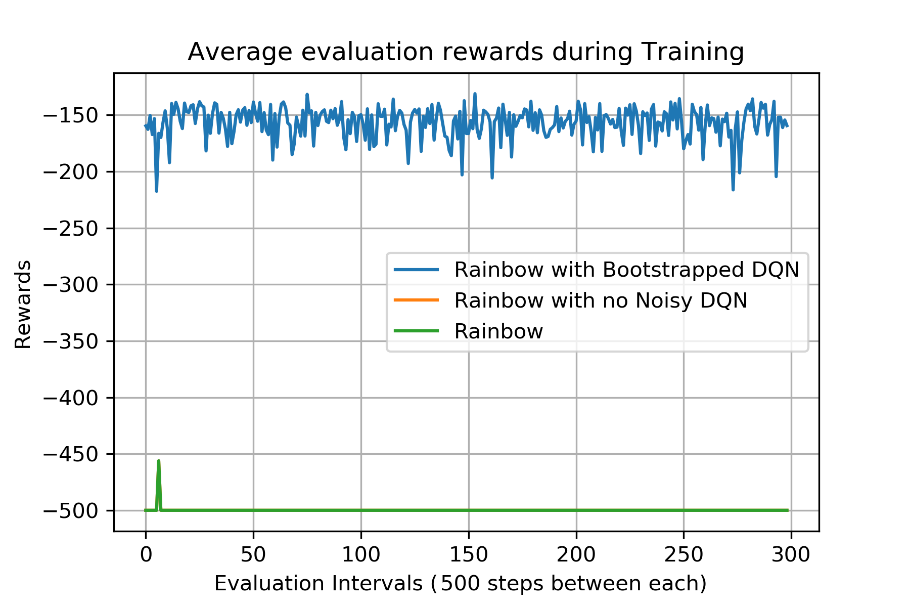 Average evaluation rewards during Training
−150
−200
−250
−300
−350
−400
−450
−500
Rewards
Rainbow with Bootstrapped DQN
Rainbow with no Noisy DQN
Rainbow
0 50 100 150 200 250 300
Evaluation Intervals (500 steps between each)